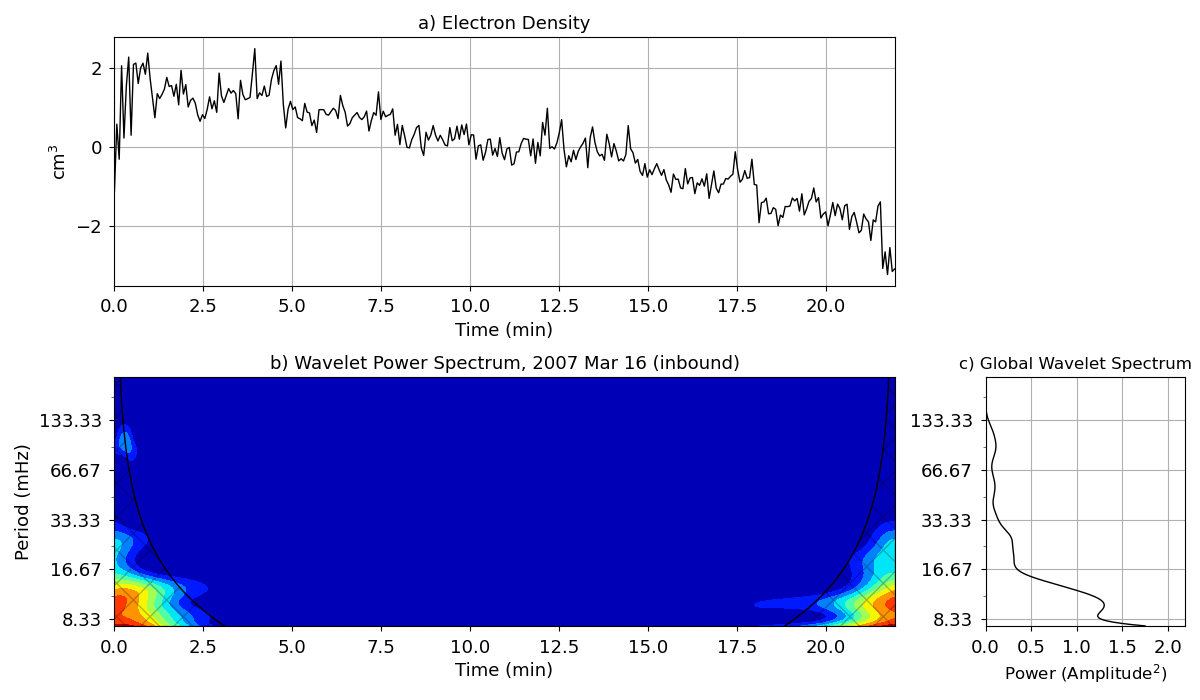 a) Electron Density
cm³
2
0
−2
0.0 2.5 5.0 7.5 10.0 12.5 15.0 17.5 20.0
Time (min)
b) Wavelet Power Spectrum, 2007 Mar 16 (inbound)
Period (mHz)
133.33
66.67
33.33
16.67
8.33
0.0 2.5 5.0 7.5 10.0 12.5 15.0 17.5 20.0
Time (min)
c) Global Wavelet Spectrum
133.33
66.67
33.33
16.67
8.33
0.0 0.5 1.0 1.5 2.0
Power (Amplitude²)